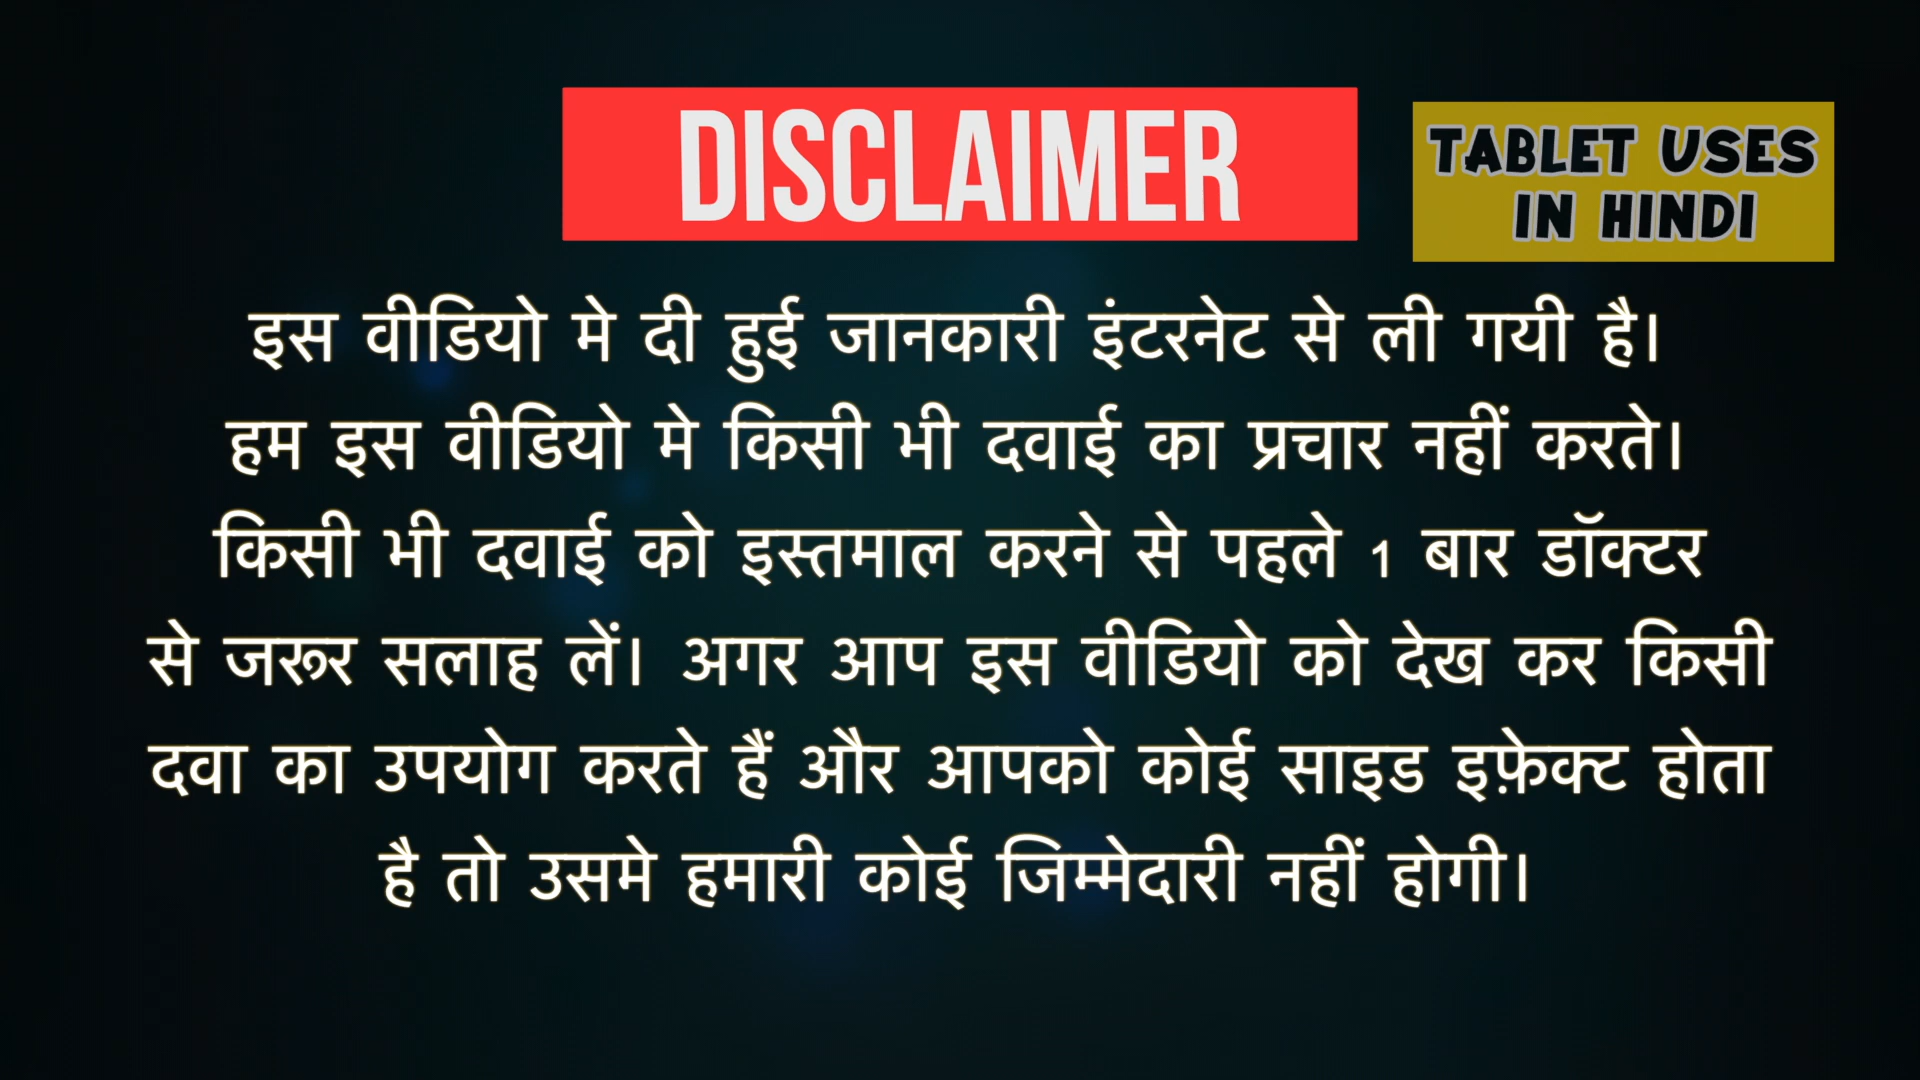 DISCLAIMER
TABLET USES
IN HINDI
इस वीडियो मे दी हुई जानकारी इंटरनेट से ली गयी है।
हम इस वीडियो मे किसी भी दवाई का प्रचार नहीं करते।
किसी भी दवाई को इस्तमाल करने से पहले 1 बार डॉक्टर
से जरूर सलाह लें। अगर आप इस वीडियो को देख कर किसी
दवा का उपयोग करते हैं और आपको कोई साइड इफ़ेक्ट होता
है तो उसमे हमारी कोई जिम्मेदारी नहीं होगी।